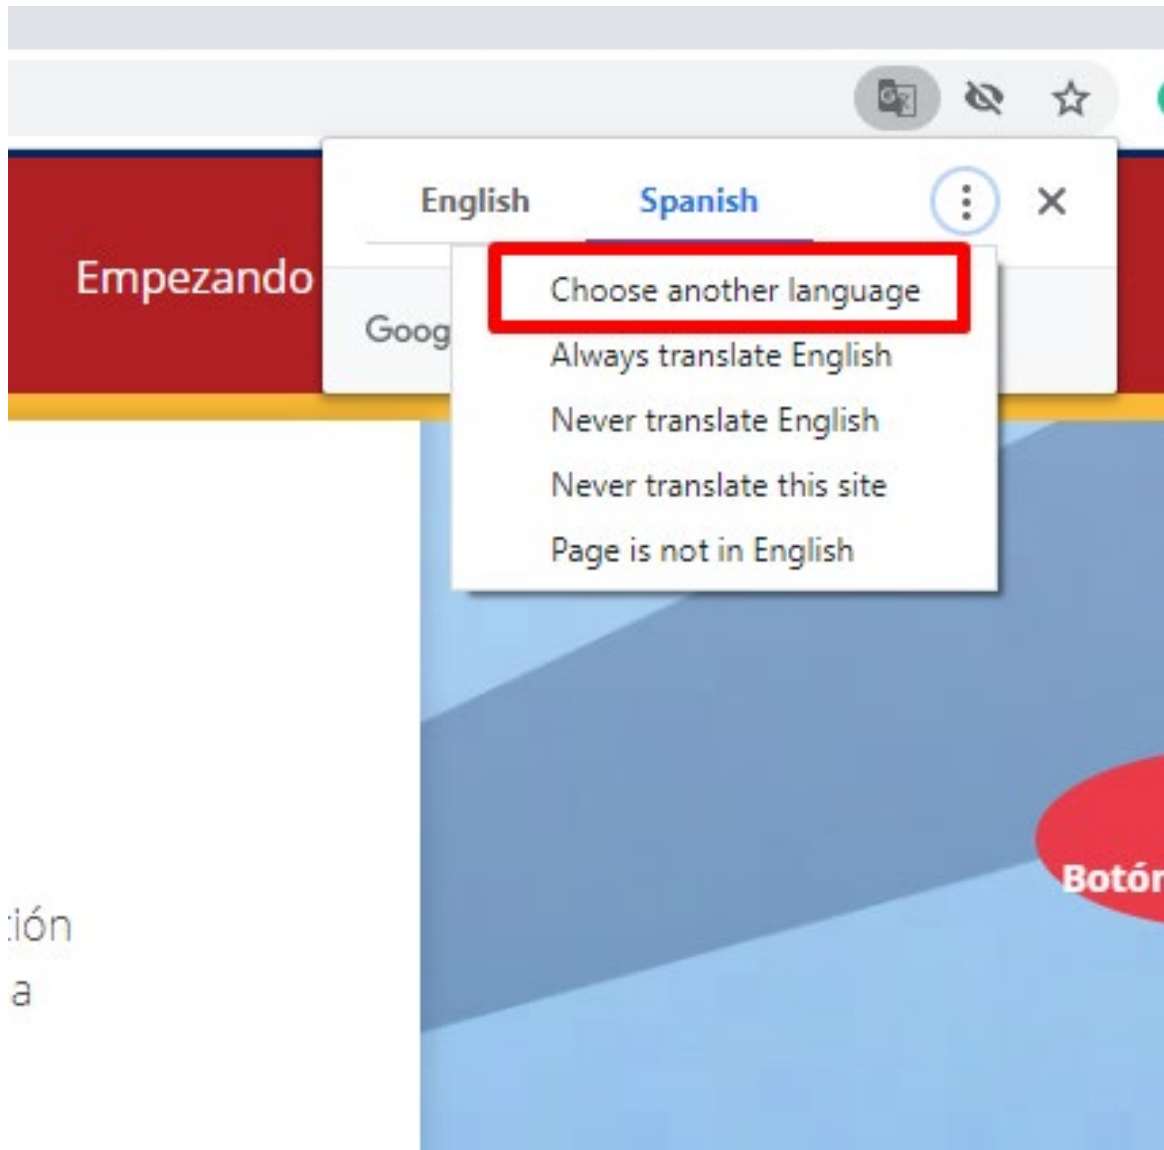 English Spanish
Empezando
Choose another language
Goog
Always translate English
Never translate English
Never translate this site
Page is not in English
Botón
ión
a